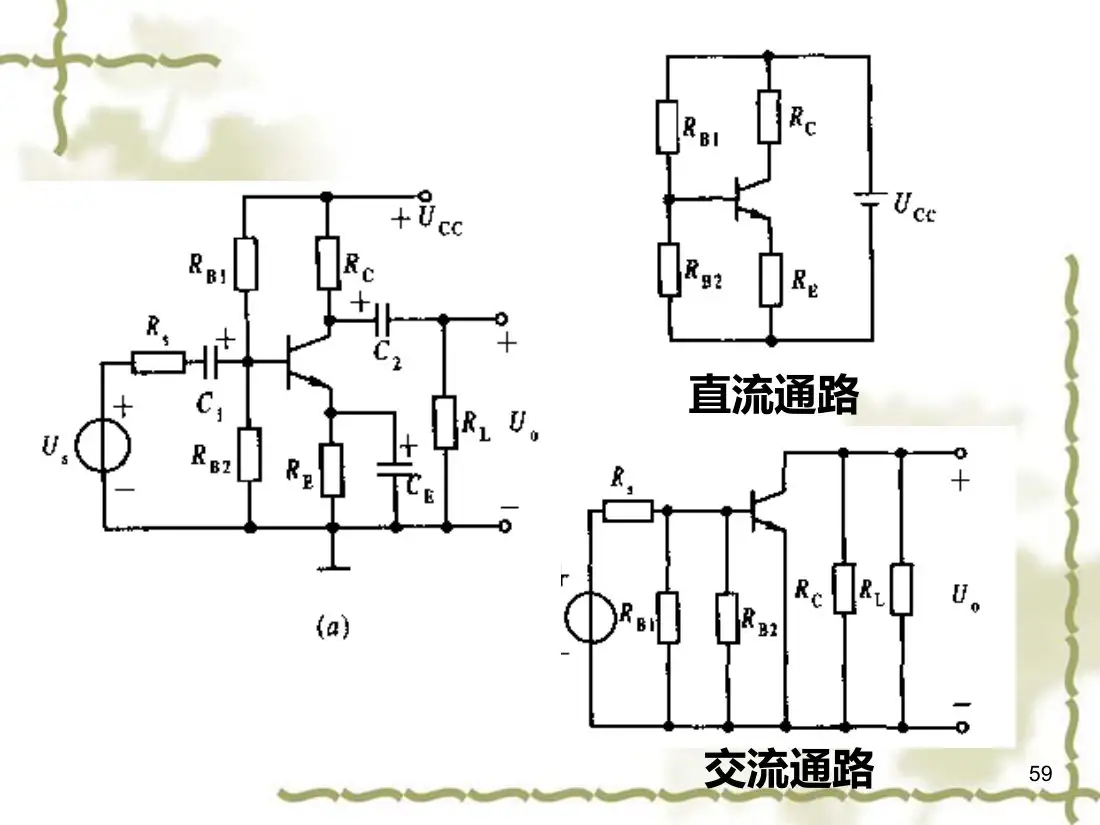 +U_CC
R_B1
R_C
+
R_s
+
C_2
+
C_1
+
U_s
+
R_L
U_o
R_B2
R_E
C_E
−
−
(a)
R_B1
R_C
U_CC
R_B2
R_E
直流通路
R_s
+
+
R_B1
R_B2
R_C
R_L
U_o
−
−
交流通路
59